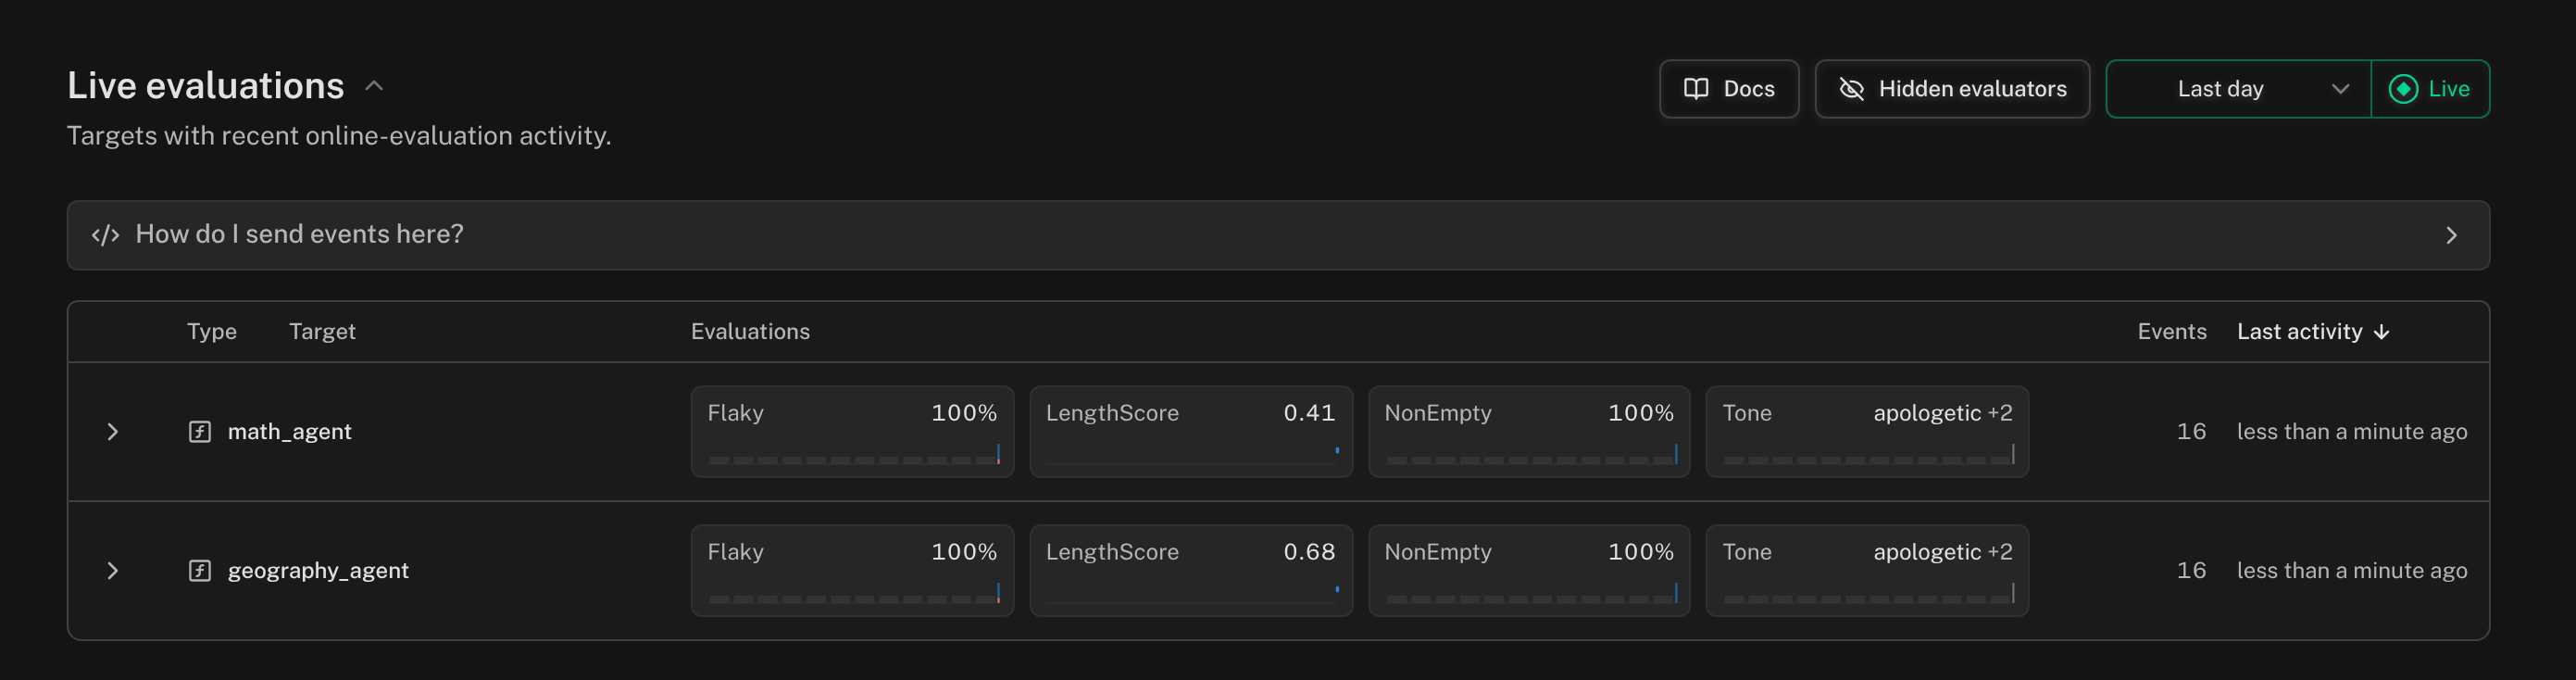 Live evaluations
Targets with recent online-evaluation activity.
Docs
Hidden evaluators
Last day
Live
</> How do I send events here?
Type Target Evaluations Events Last activity ↓
math_agent
Flaky 100%
LengthScore 0.41
NonEmpty 100%
Tone apologetic +2
16 less than a minute ago
geography_agent
Flaky 100%
LengthScore 0.68
NonEmpty 100%
Tone apologetic +2
16 less than a minute ago